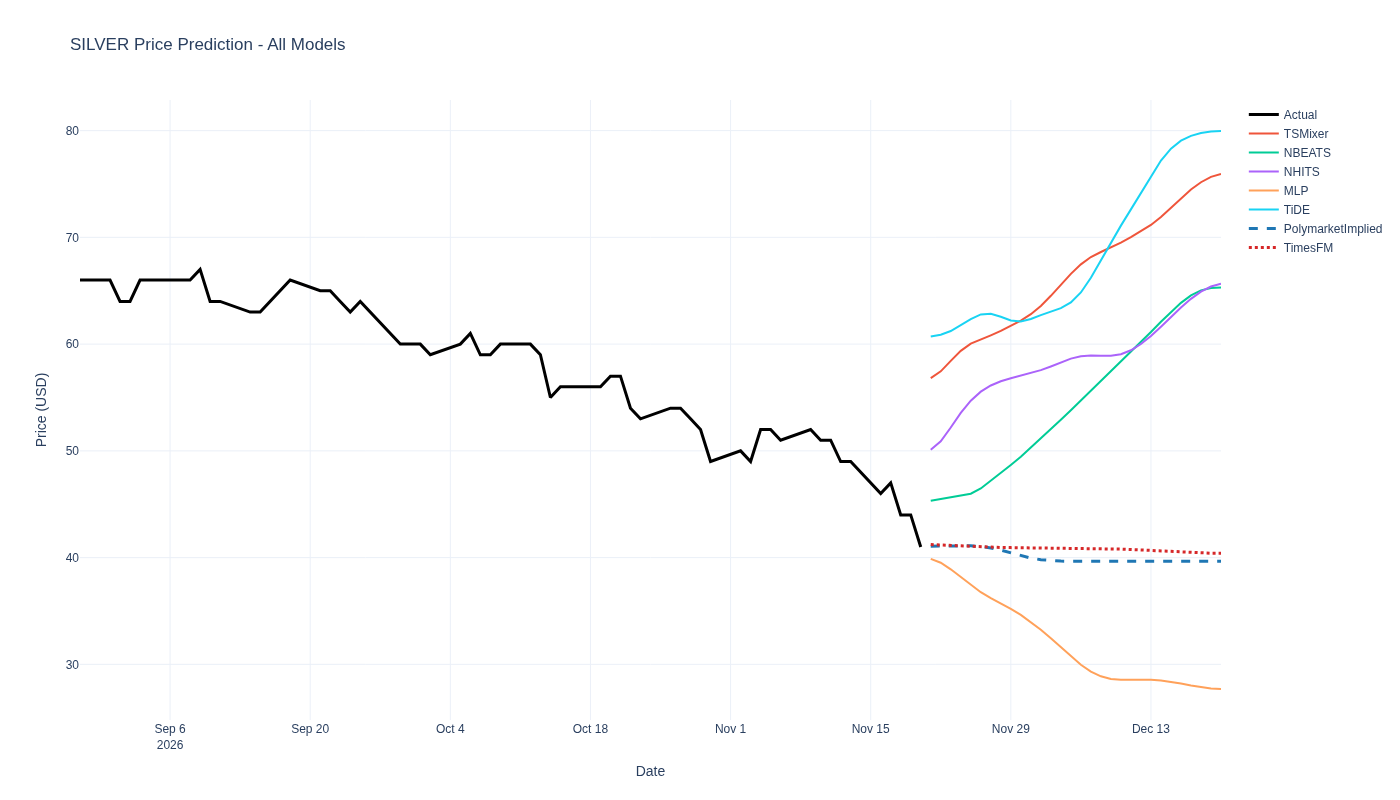 SILVER Price Prediction - All Models
Actual
TSMixer
NBEATS
NHITS
MLP
TiDE
PolymarketImplied
TimesFM
Price (USD)
80
70
60
50
40
30
Sep 6
2026
Sep 20
Oct 4
Oct 18
Nov 1
Nov 15
Nov 29
Dec 13
Date